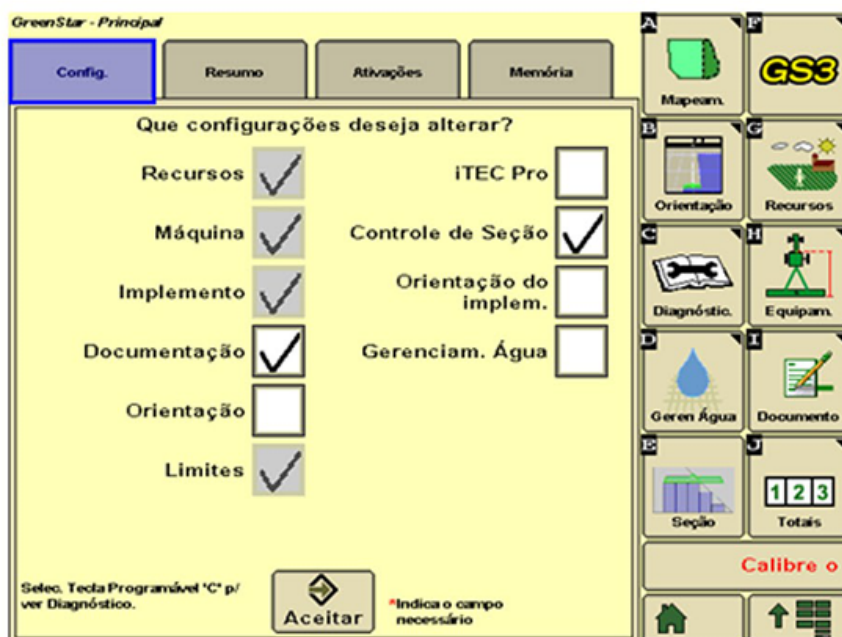 GreenStar - Principal
Config.
Resumo
Ativações
Memória
Que configurações deseja alterar?
Recursos
Máquina
Implemento
Documentação
Orientação
Limites
iTEC Pro
Controle de Seção
Orientação do
implem.
Gerenciam. Água
Selec. Tecla Programável "C" p/
ver Diagnóstico.
Aceitar
*Indica o campo
necessário
A
Mapeam.
F
GS3
B
Orientação
G
Recursos
C
Diagnóstic.
H
Equipam.
D
Geren Água
I
Documento
E
Seção
J
1 2 3
Totais
Calibre o